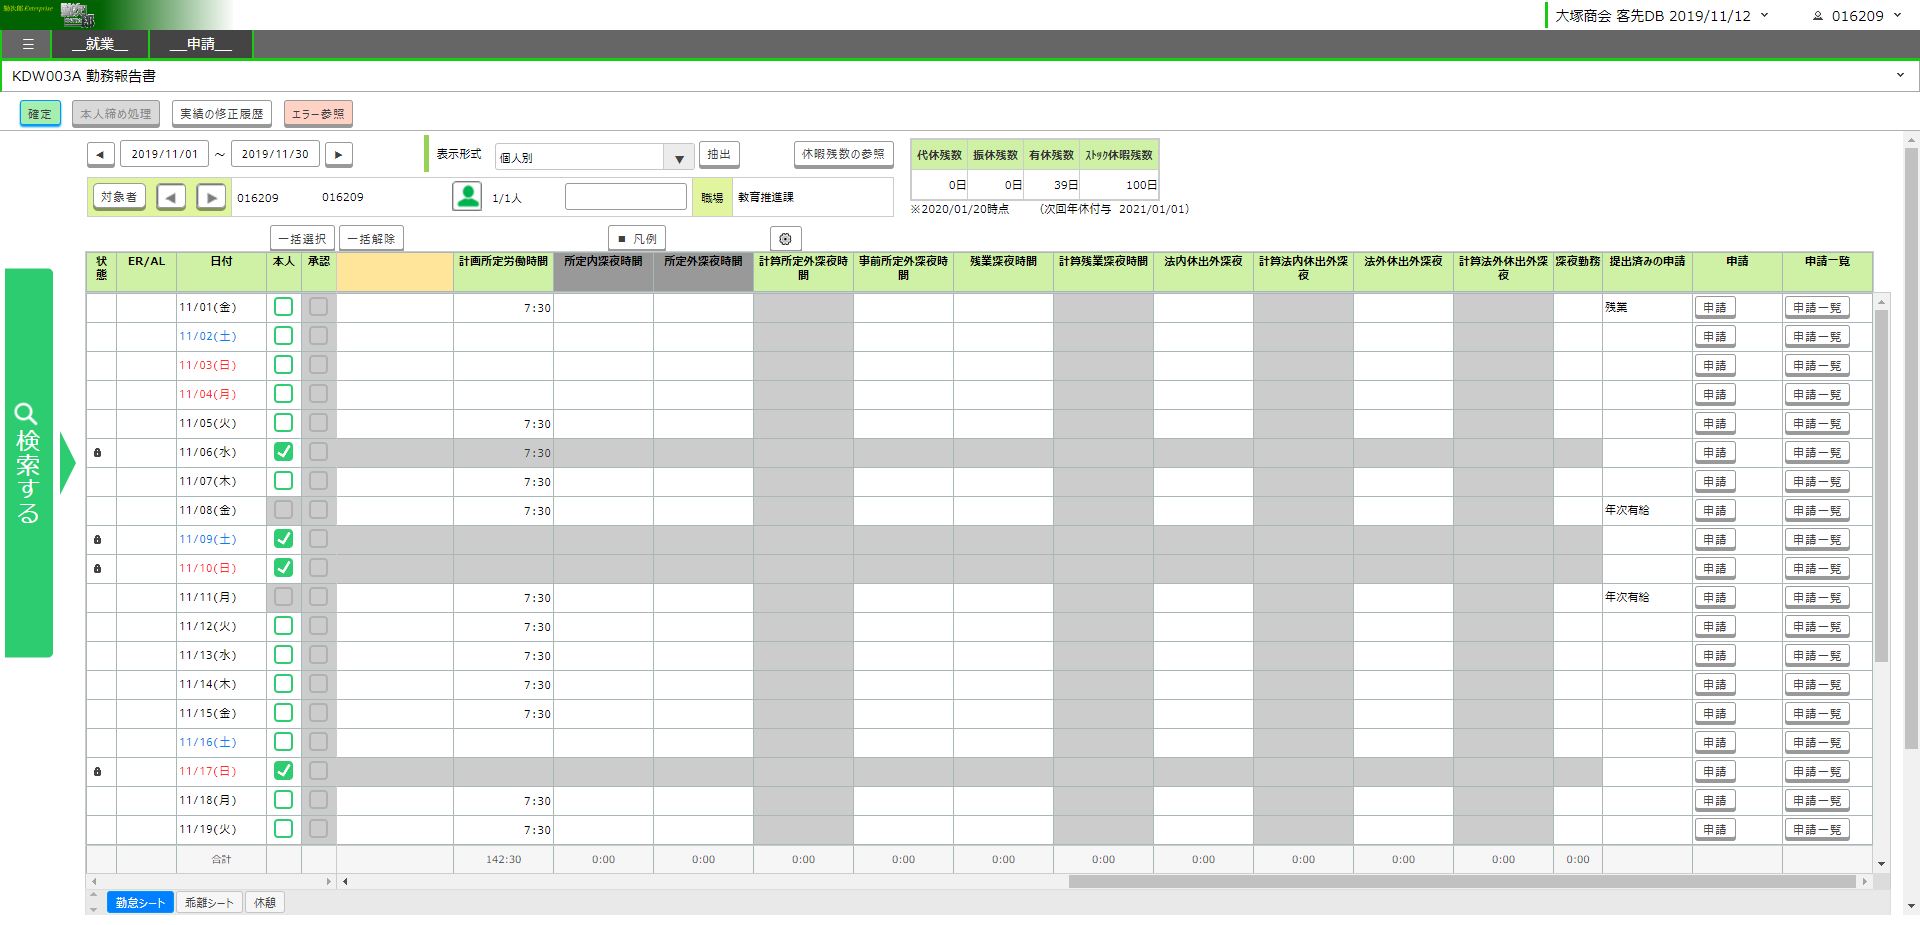 勤次郎Enterprise
大塚商会 客先DB 2019/11/12
016209
__就業__ __申請__
KDW003A 勤務報告書
確定 本人締め処理 実績の修正履歴 エラー参照
2019/11/01 ～ 2019/11/30 表示形式 個人別 抽出 休暇残数の参照
代休残数 振休残数 有休残数 ｽﾄｯｸ休暇残数
0日 0日 39日 100日
※2020/01/20時点 (次回年休付与 2021/01/01)
対象者 016209 016209 1/1人 職場 教育推進課
一括選択 一括解除 ■ 凡例
検索する
状態 ER/AL 日付 本人 承認 計画所定労働時間 所定内深夜時間 所定外深夜時間 計算所定外深夜時間 事前所定外深夜時間 残業深夜時間 計算残業深夜時間 法内休出外深夜 計算法内休出外深夜 法外休出外深夜 計算法外休出外深夜 深夜勤務 提出済みの申請 申請 申請一覧
11/01(金) 7:30 残業 申請 申請一覧
11/02(土) 申請 申請一覧
11/03(日) 申請 申請一覧
11/04(月) 申請 申請一覧
11/05(火) 7:30 申請 申請一覧
11/06(水) 7:30 申請 申請一覧
11/07(木) 7:30 申請 申請一覧
11/08(金) 7:30 年次有給 申請 申請一覧
11/09(土) 申請 申請一覧
11/10(日) 申請 申請一覧
11/11(月) 7:30 年次有給 申請 申請一覧
11/12(火) 7:30 申請 申請一覧
11/13(水) 7:30 申請 申請一覧
11/14(木) 7:30 申請 申請一覧
11/15(金) 7:30 申請 申請一覧
11/16(土) 申請 申請一覧
11/17(日) 申請 申請一覧
11/18(月) 7:30 申請 申請一覧
11/19(火) 7:30 申請 申請一覧
合計 142:30 0:00 0:00 0:00 0:00 0:00 0:00 0:00 0:00 0:00 0:00 0:00
勤怠シート 乖離シート 休憩